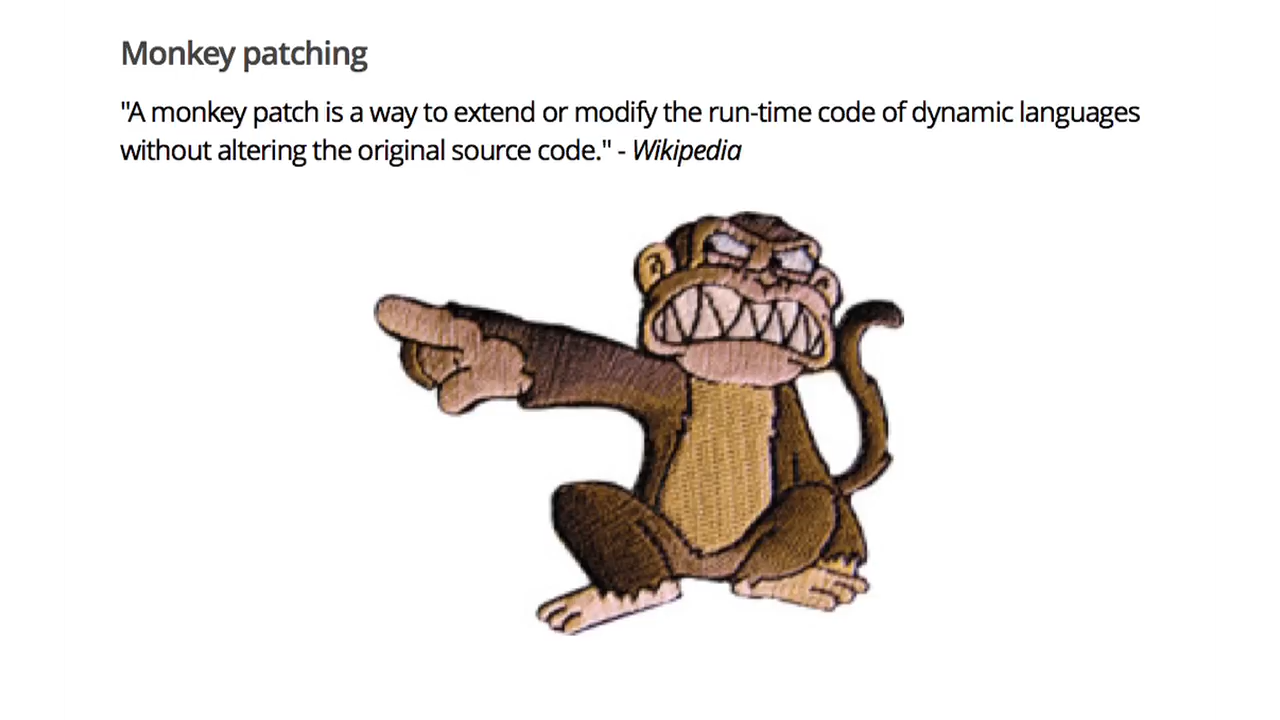 Monkey patching
"A monkey patch is a way to extend or modify the run-time code of dynamic languages
without altering the original source code." - Wikipedia